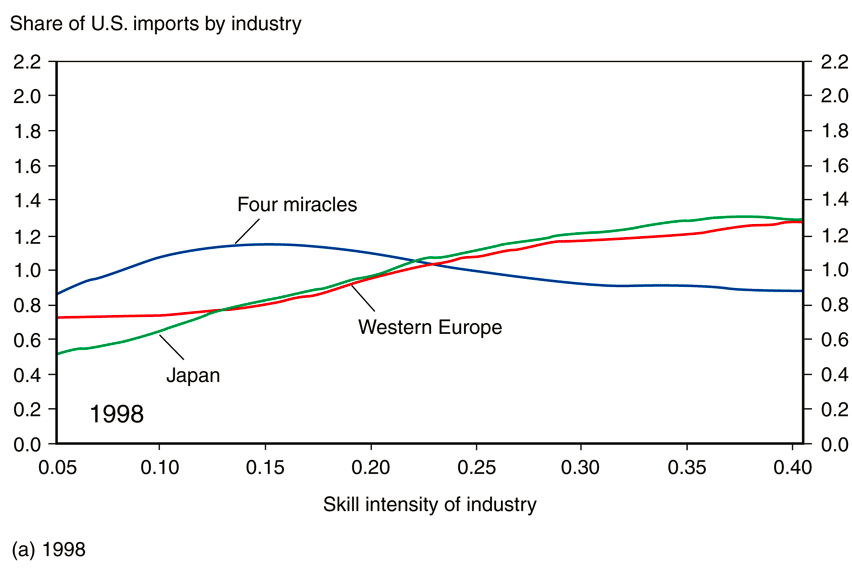 Share of U.S. imports by industry
2.2 2.2
2.0 2.0
1.8 1.8
1.6 1.6
1.4 1.4
Four miracles
1.2 1.2
1.0 1.0
0.8 0.8
Western Europe
0.6 0.6
Japan
0.4 0.4
1998
0.2 0.2
0.0 0.0
0.05 0.10 0.15 0.20 0.25 0.30 0.35 0.40
Skill intensity of industry
(a) 1998